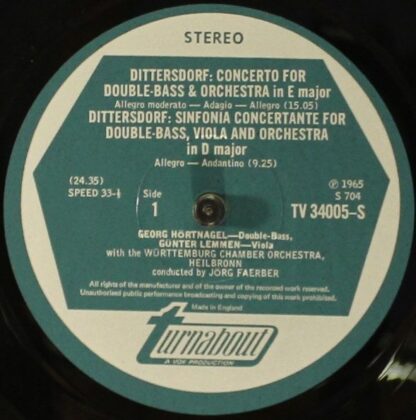 STEREO
DITTERSDORF: CONCERTO FOR
DOUBLE-BASS & ORCHESTRA in E major
Allegro moderato — Adagio — Allegro (15.05)
DITTERSDORF: SINFONIA CONCERTANTE FOR
DOUBLE-BASS, VIOLA AND ORCHESTRA
in D major
Allegro — Andantino (9.25)
(24.35)
SPEED 33-⅓
Side
1
℗ 1965
S 704
TV 34005-S
GEORG HÖRTNAGEL—Double-Bass,
GÜNTER LEMMEN—Viola
with the WÜRTTEMBURG CHAMBER ORCHESTRA,
HEILBRONN
conducted by JÖRG FAERBER
All rights of the manufacturer and of the owner of the recorded work reserved.
Unauthorised public performance broadcasting and copying of this work prohibited.
Made in England
turnabout
A VOX PRODUCTION